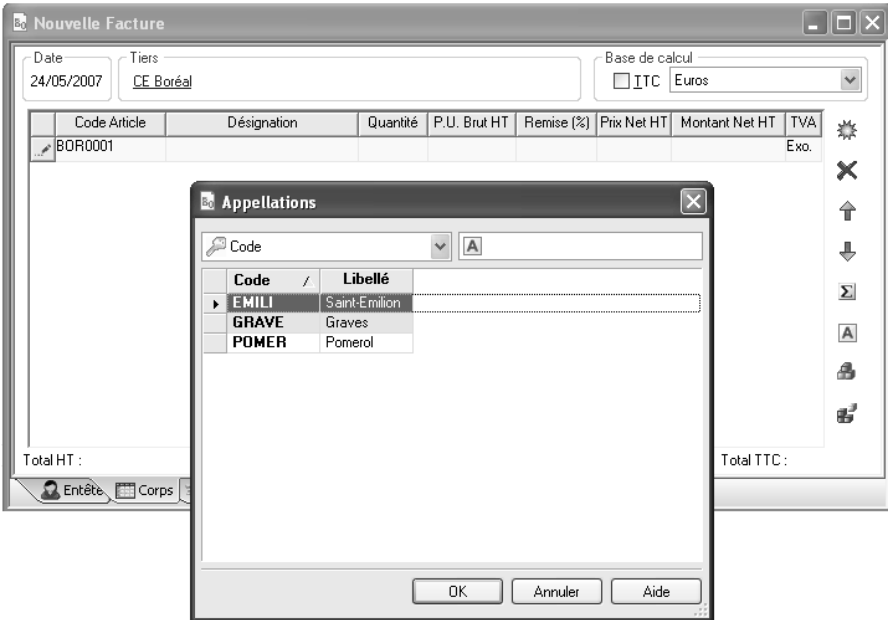 Nouvelle Facture
Date Tiers Base de calcul
24/05/2007 CE Boréal TTC Euros
Code Article Désignation Quantité P.U. Brut HT Remise (%) Prix Net HT Montant Net HT TVA
BOR0001 Exo.
Appellations
Code A
Code Libellé
EMILI Saint-Emilion
GRAVE Graves
POMER Pomerol
A
Total HT : Total TTC :
Entête Corps
OK Annuler Aide